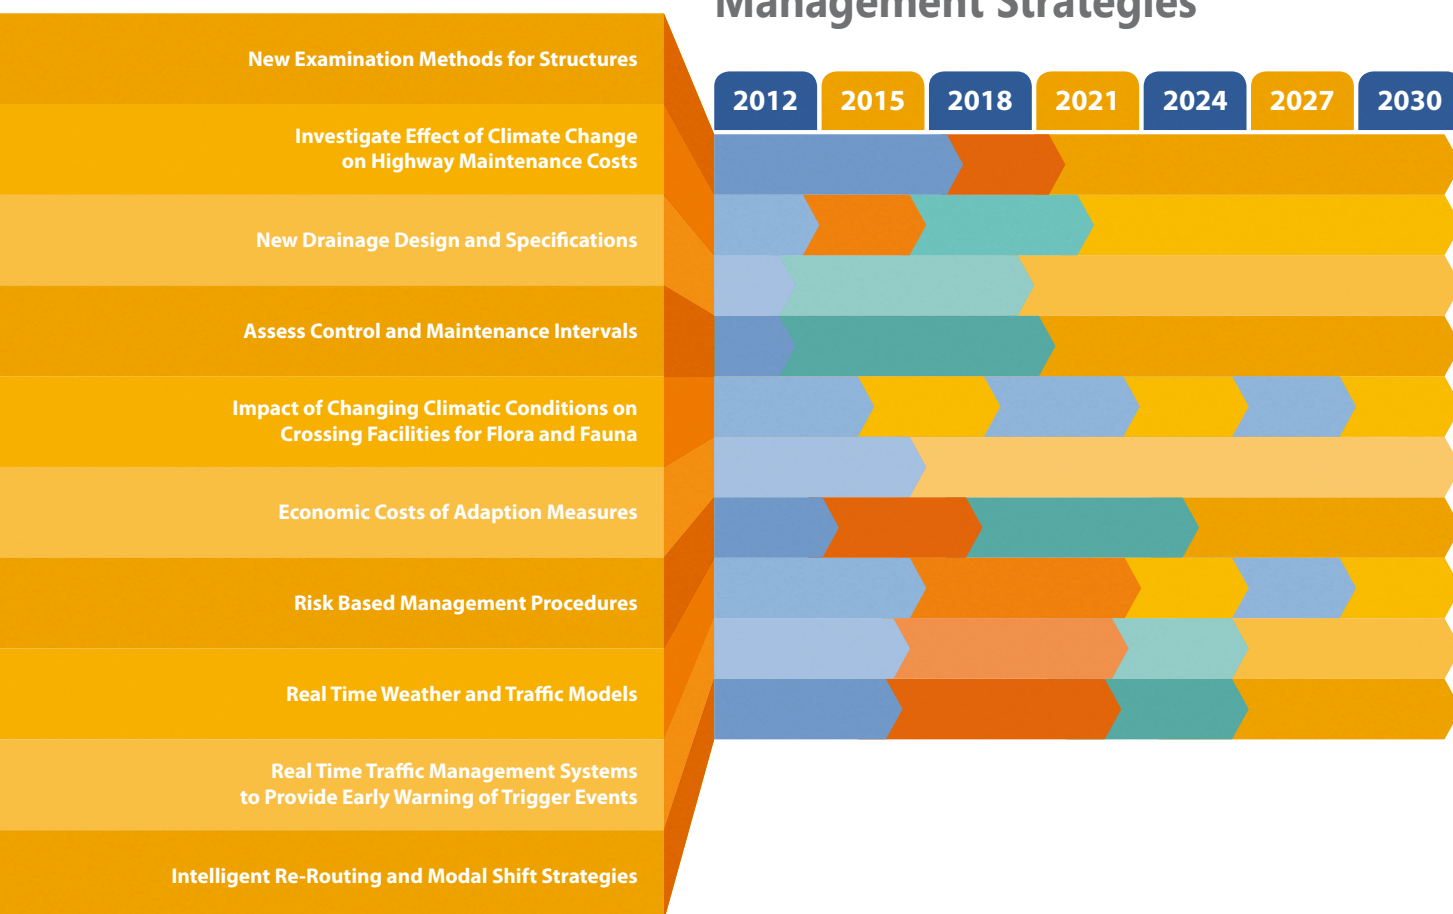 Management Strategies
2012 2015 2018 2021 2024 2027 2030
New Examination Methods for Structures
Investigate Effect of Climate Change
on Highway Maintenance Costs
New Drainage Design and Specifications
Assess Control and Maintenance Intervals
Impact of Changing Climatic Conditions on
Crossing Facilities for Flora and Fauna
Economic Costs of Adaption Measures
Risk Based Management Procedures
Real Time Weather and Traffic Models
Real Time Traffic Management Systems
to Provide Early Warning of Trigger Events
Intelligent Re-Routing and Modal Shift Strategies